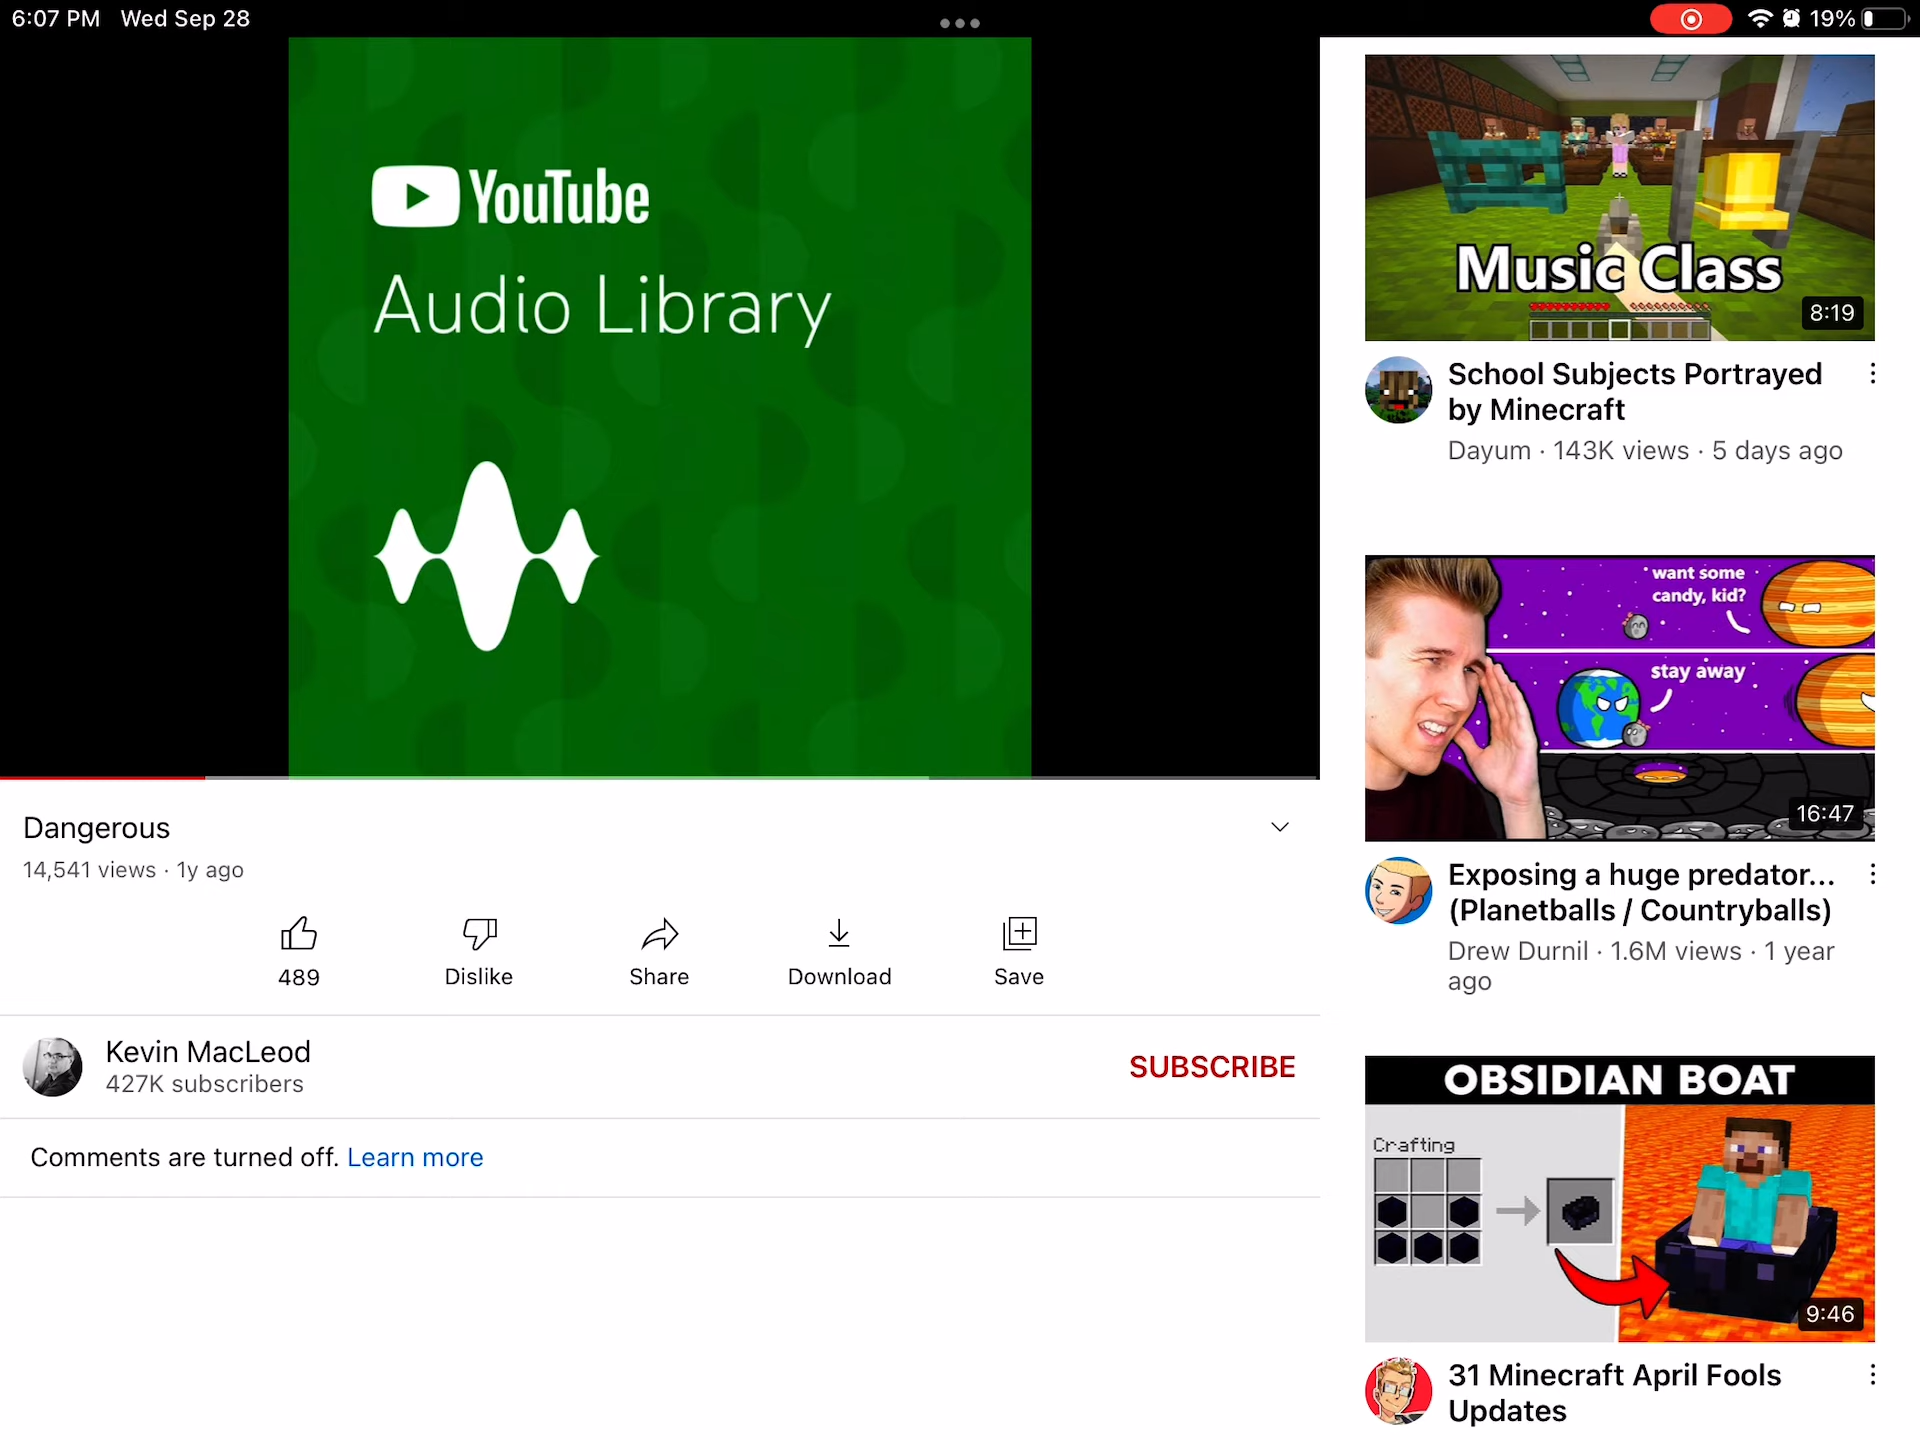 6:07 PM Wed Sep 28
19%
YouTube
Audio Library
Dangerous
14,541 views · 1y ago
489
Dislike
Share
Download
Save
Kevin MacLeod
427K subscribers
SUBSCRIBE
Comments are turned off. Learn more
Music Class
8:19
School Subjects Portrayed
by Minecraft
Dayum · 143K views · 5 days ago
want some
candy, kid?
stay away
16:47
Exposing a huge predator...
(Planetballs / Countryballs)
Drew Durnil · 1.6M views · 1 year
ago
OBSIDIAN BOAT
Crafting
9:46
31 Minecraft April Fools
Updates